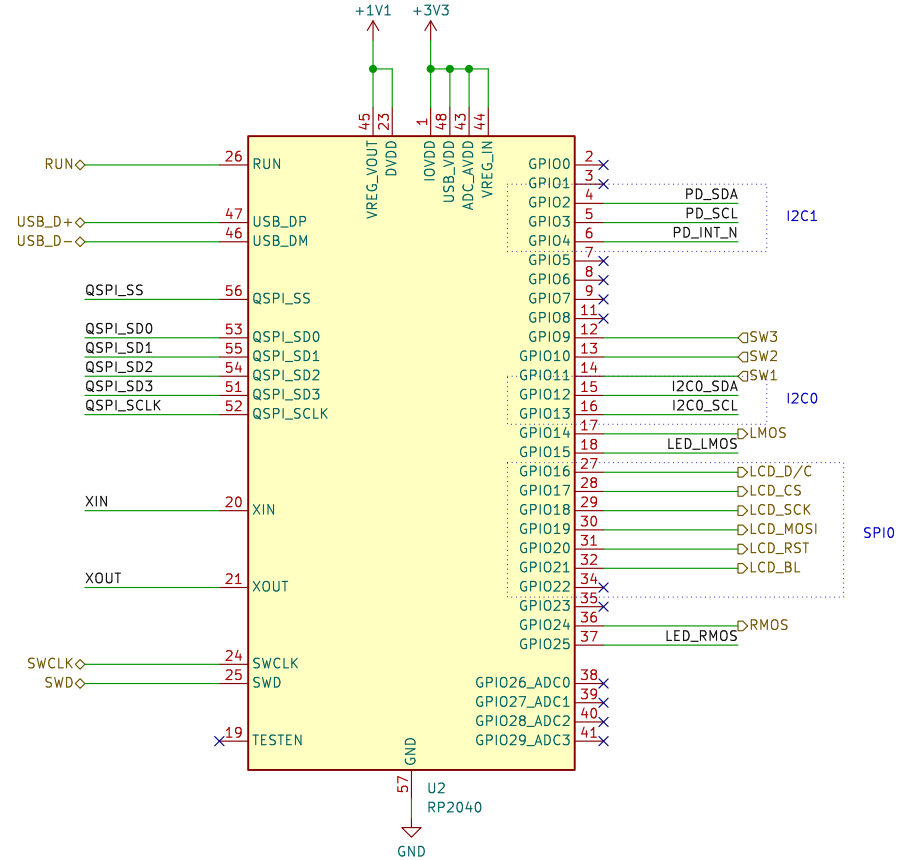 +1V1 +3V3
45 23 1 48 43 44
VREG_VOUT DVDD IOVDD USB_VDD ADC_AVDD VREG_IN
RUN 26 RUN
USB_D+ 47 USB_DP
USB_D- 46 USB_DM
QSPI_SS 56 QSPI_SS
QSPI_SD0 53 QSPI_SD0
QSPI_SD1 55 QSPI_SD1
QSPI_SD2 54 QSPI_SD2
QSPI_SD3 51 QSPI_SD3
QSPI_SCLK 52 QSPI_SCLK
XIN 20 XIN
XOUT 21 XOUT
SWCLK 24 SWCLK
SWD 25 SWD
19 TESTEN
GPIO0 2
GPIO1 3
GPIO2 4 PD_SDA
GPIO3 5 PD_SCL
I2C1
GPIO4 6 PD_INT_N
GPIO5 7
GPIO6 8
GPIO7 9
GPIO8 11
GPIO9 12 SW3
GPIO10 13 SW2
GPIO11 14 SW1
GPIO12 15 I2C0_SDA
I2C0
GPIO13 16 I2C0_SCL
GPIO14 17 LMOS
GPIO15 18 LED_LMOS
GPIO16 27 LCD_D/C
GPIO17 28 LCD_CS
GPIO18 29 LCD_SCK
GPIO19 30 LCD_MOSI
SPI0
GPIO20 31 LCD_RST
GPIO21 32 LCD_BL
GPIO22 34
GPIO23 35
GPIO24 36 RMOS
GPIO25 37 LED_RMOS
GPIO26_ADC0 38
GPIO27_ADC1 39
GPIO28_ADC2 40
GPIO29_ADC3 41
GND
57
U2
RP2040
GND